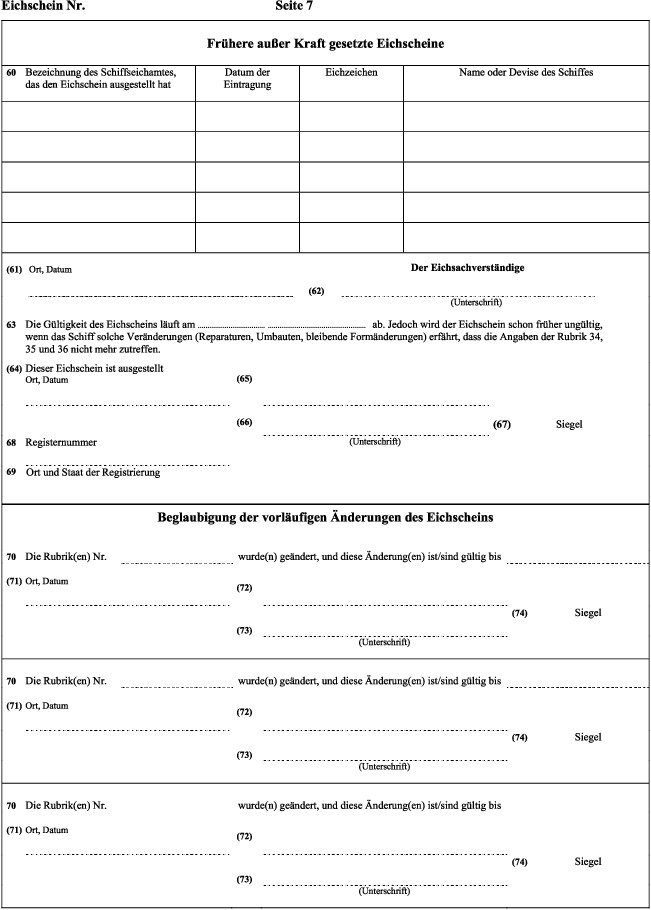 Eichschein Nr. Seite 7
Frühere außer Kraft gesetzte Eichscheine
60 Bezeichnung des Schiffseichamtes, das den Eichschein ausgestellt hat
Datum der Eintragung
Eichzeichen
Name oder Devise des Schiffes
(61) Ort, Datum
Der Eichsachverständige
(62)
(Unterschrift)
63 Die Gültigkeit des Eichscheins läuft am ........................ .................................... ab. Jedoch wird der Eichschein schon früher ungültig,
wenn das Schiff solche Veränderungen (Reparaturen, Umbauten, bleibende Formänderungen) erfährt, dass die Angaben der Rubrik 34,
35 und 36 nicht mehr zutreffen.
(64) Dieser Eichschein ist ausgestellt
Ort, Datum
(65)
(66)
(67) Siegel
(Unterschrift)
68 Registernummer
69 Ort und Staat der Registrierung
Beglaubigung der vorläufigen Änderungen des Eichscheins
70 Die Rubrik(en) Nr. wurde(n) geändert, und diese Änderung(en) ist/sind gültig bis
(71) Ort, Datum
(72)
(74) Siegel
(73)
(Unterschrift)
70 Die Rubrik(en) Nr. wurde(n) geändert, und diese Änderung(en) ist/sind gültig bis
(71) Ort, Datum
(72)
(74) Siegel
(73)
(Unterschrift)
70 Die Rubrik(en) Nr. wurde(n) geändert, und diese Änderung(en) ist/sind gültig bis
(71) Ort, Datum
(72)
(74) Siegel
(73)
(Unterschrift)